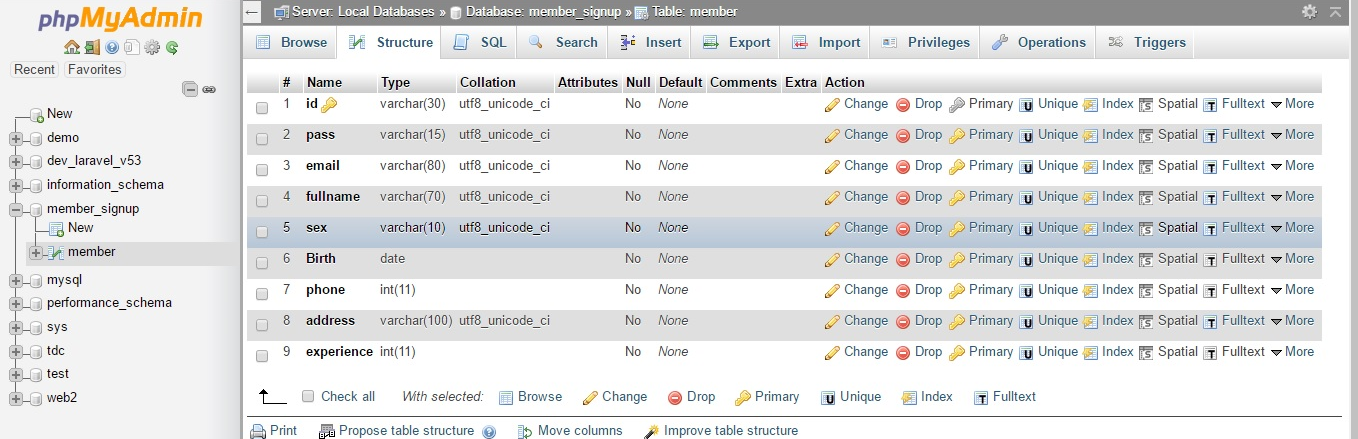 phpMyAdmin
Recent Favorites
New
demo
dev_laravel_v53
information_schema
member_signup
New
member
mysql
performance_schema
sys
tdc
test
web2
Server: Local Databases » Database: member_signup » Table: member
Browse Structure SQL Search Insert Export Import Privileges Operations Triggers
# Name Type Collation Attributes Null Default Comments Extra Action
1 id varchar(30) utf8_unicode_ci No None Change Drop Primary Unique Index Spatial Fulltext More
2 pass varchar(15) utf8_unicode_ci No None Change Drop Primary Unique Index Spatial Fulltext More
3 email varchar(80) utf8_unicode_ci No None Change Drop Primary Unique Index Spatial Fulltext More
4 fullname varchar(70) utf8_unicode_ci No None Change Drop Primary Unique Index Spatial Fulltext More
5 sex varchar(10) utf8_unicode_ci No None Change Drop Primary Unique Index Spatial Fulltext More
6 Birth date No None Change Drop Primary Unique Index Spatial Fulltext More
7 phone int(11) No None Change Drop Primary Unique Index Spatial Fulltext More
8 address varchar(100) utf8_unicode_ci No None Change Drop Primary Unique Index Spatial Fulltext More
9 experience int(11) No None Change Drop Primary Unique Index Spatial Fulltext More
Check all With selected: Browse Change Drop Primary Unique Index Fulltext
Print Propose table structure Move columns Improve table structure